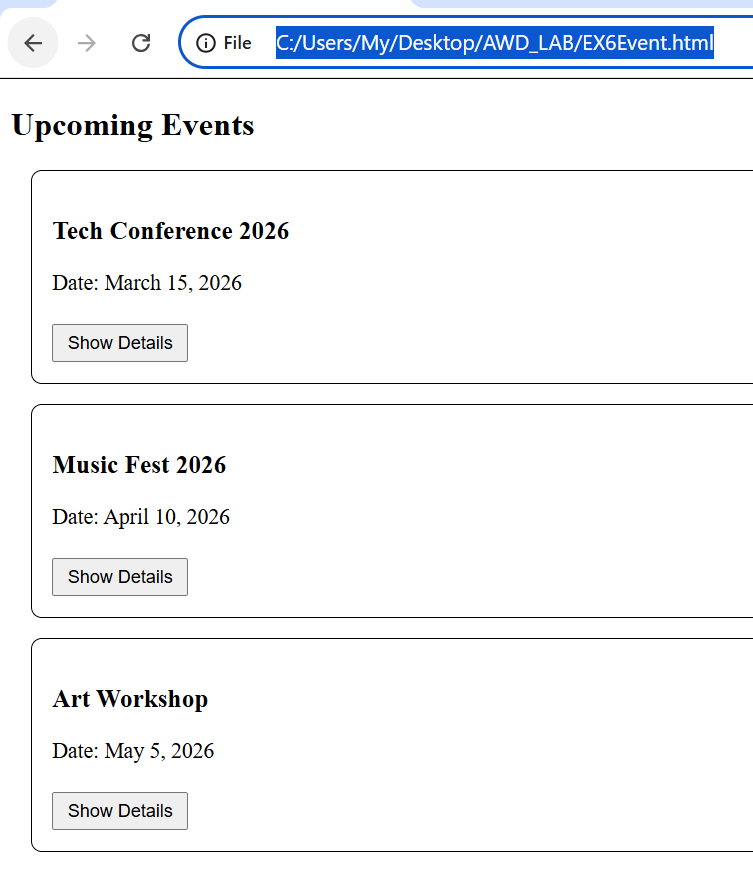 File C:/Users/My/Desktop/AWD_LAB/EX6Event.html
Upcoming Events
Tech Conference 2026
Date: March 15, 2026
Show Details
Music Fest 2026
Date: April 10, 2026
Show Details
Art Workshop
Date: May 5, 2026
Show Details